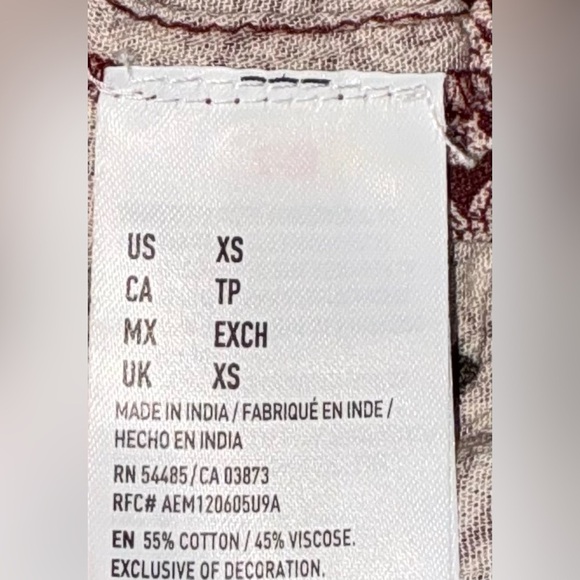 US XS
CA TP
MX EXCH
UK XS
MADE IN INDIA / FABRIQUÉ EN INDE /
HECHO EN INDIA
RN 54485 / CA 03873
RFC# AEM120605U9A
EN 55% COTTON / 45% VISCOSE.
EXCLUSIVE OF DECORATION.